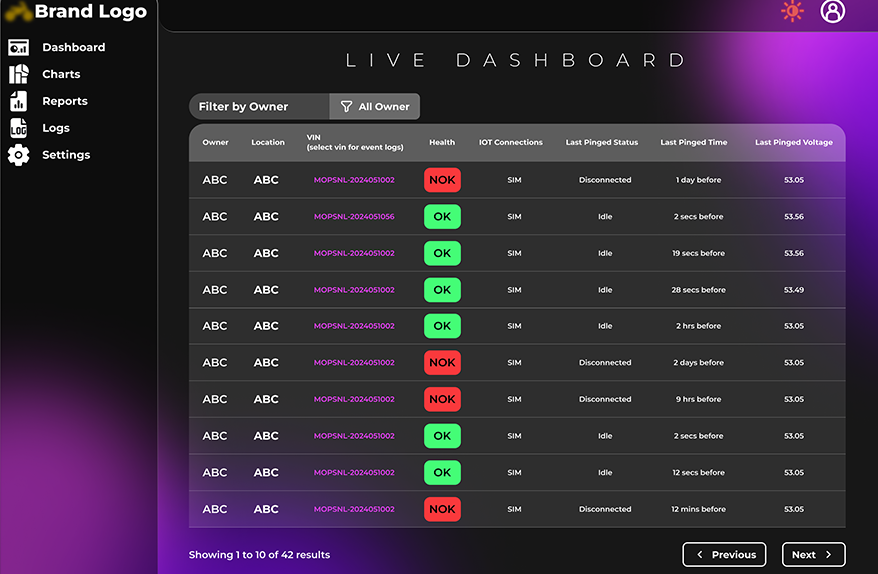 Brand Logo
Dashboard
Charts
Reports
LOG
Logs
Settings
LIVE DASHBOARD
Filter by Owner All Owner
Owner Location VIN (select vin for event logs) Health IOT Connections Last Pinged Status Last Pinged Time Last Pinged Voltage
ABC ABC MOPSNL-2024051002 NOK SIM Disconnected 1 day before 53.05
ABC ABC MOPSNL-2024051056 OK SIM Idle 2 secs before 53.56
ABC ABC MOPSNL-2024051002 OK SIM Idle 19 secs before 53.56
ABC ABC MOPSNL-2024051002 OK SIM Idle 28 secs before 53.49
ABC ABC MOPSNL-2024051002 OK SIM Idle 2 hrs before 53.05
ABC ABC MOPSNL-2024051002 NOK SIM Disconnected 2 days before 53.05
ABC ABC MOPSNL-2024051002 NOK SIM Disconnected 9 hrs before 53.05
ABC ABC MOPSNL-2024051002 OK SIM Idle 2 secs before 53.05
ABC ABC MOPSNL-2024051002 OK SIM Idle 12 secs before 53.05
ABC ABC MOPSNL-2024051002 NOK SIM Disconnected 12 mins before 53.05
Showing 1 to 10 of 42 results
Previous Next